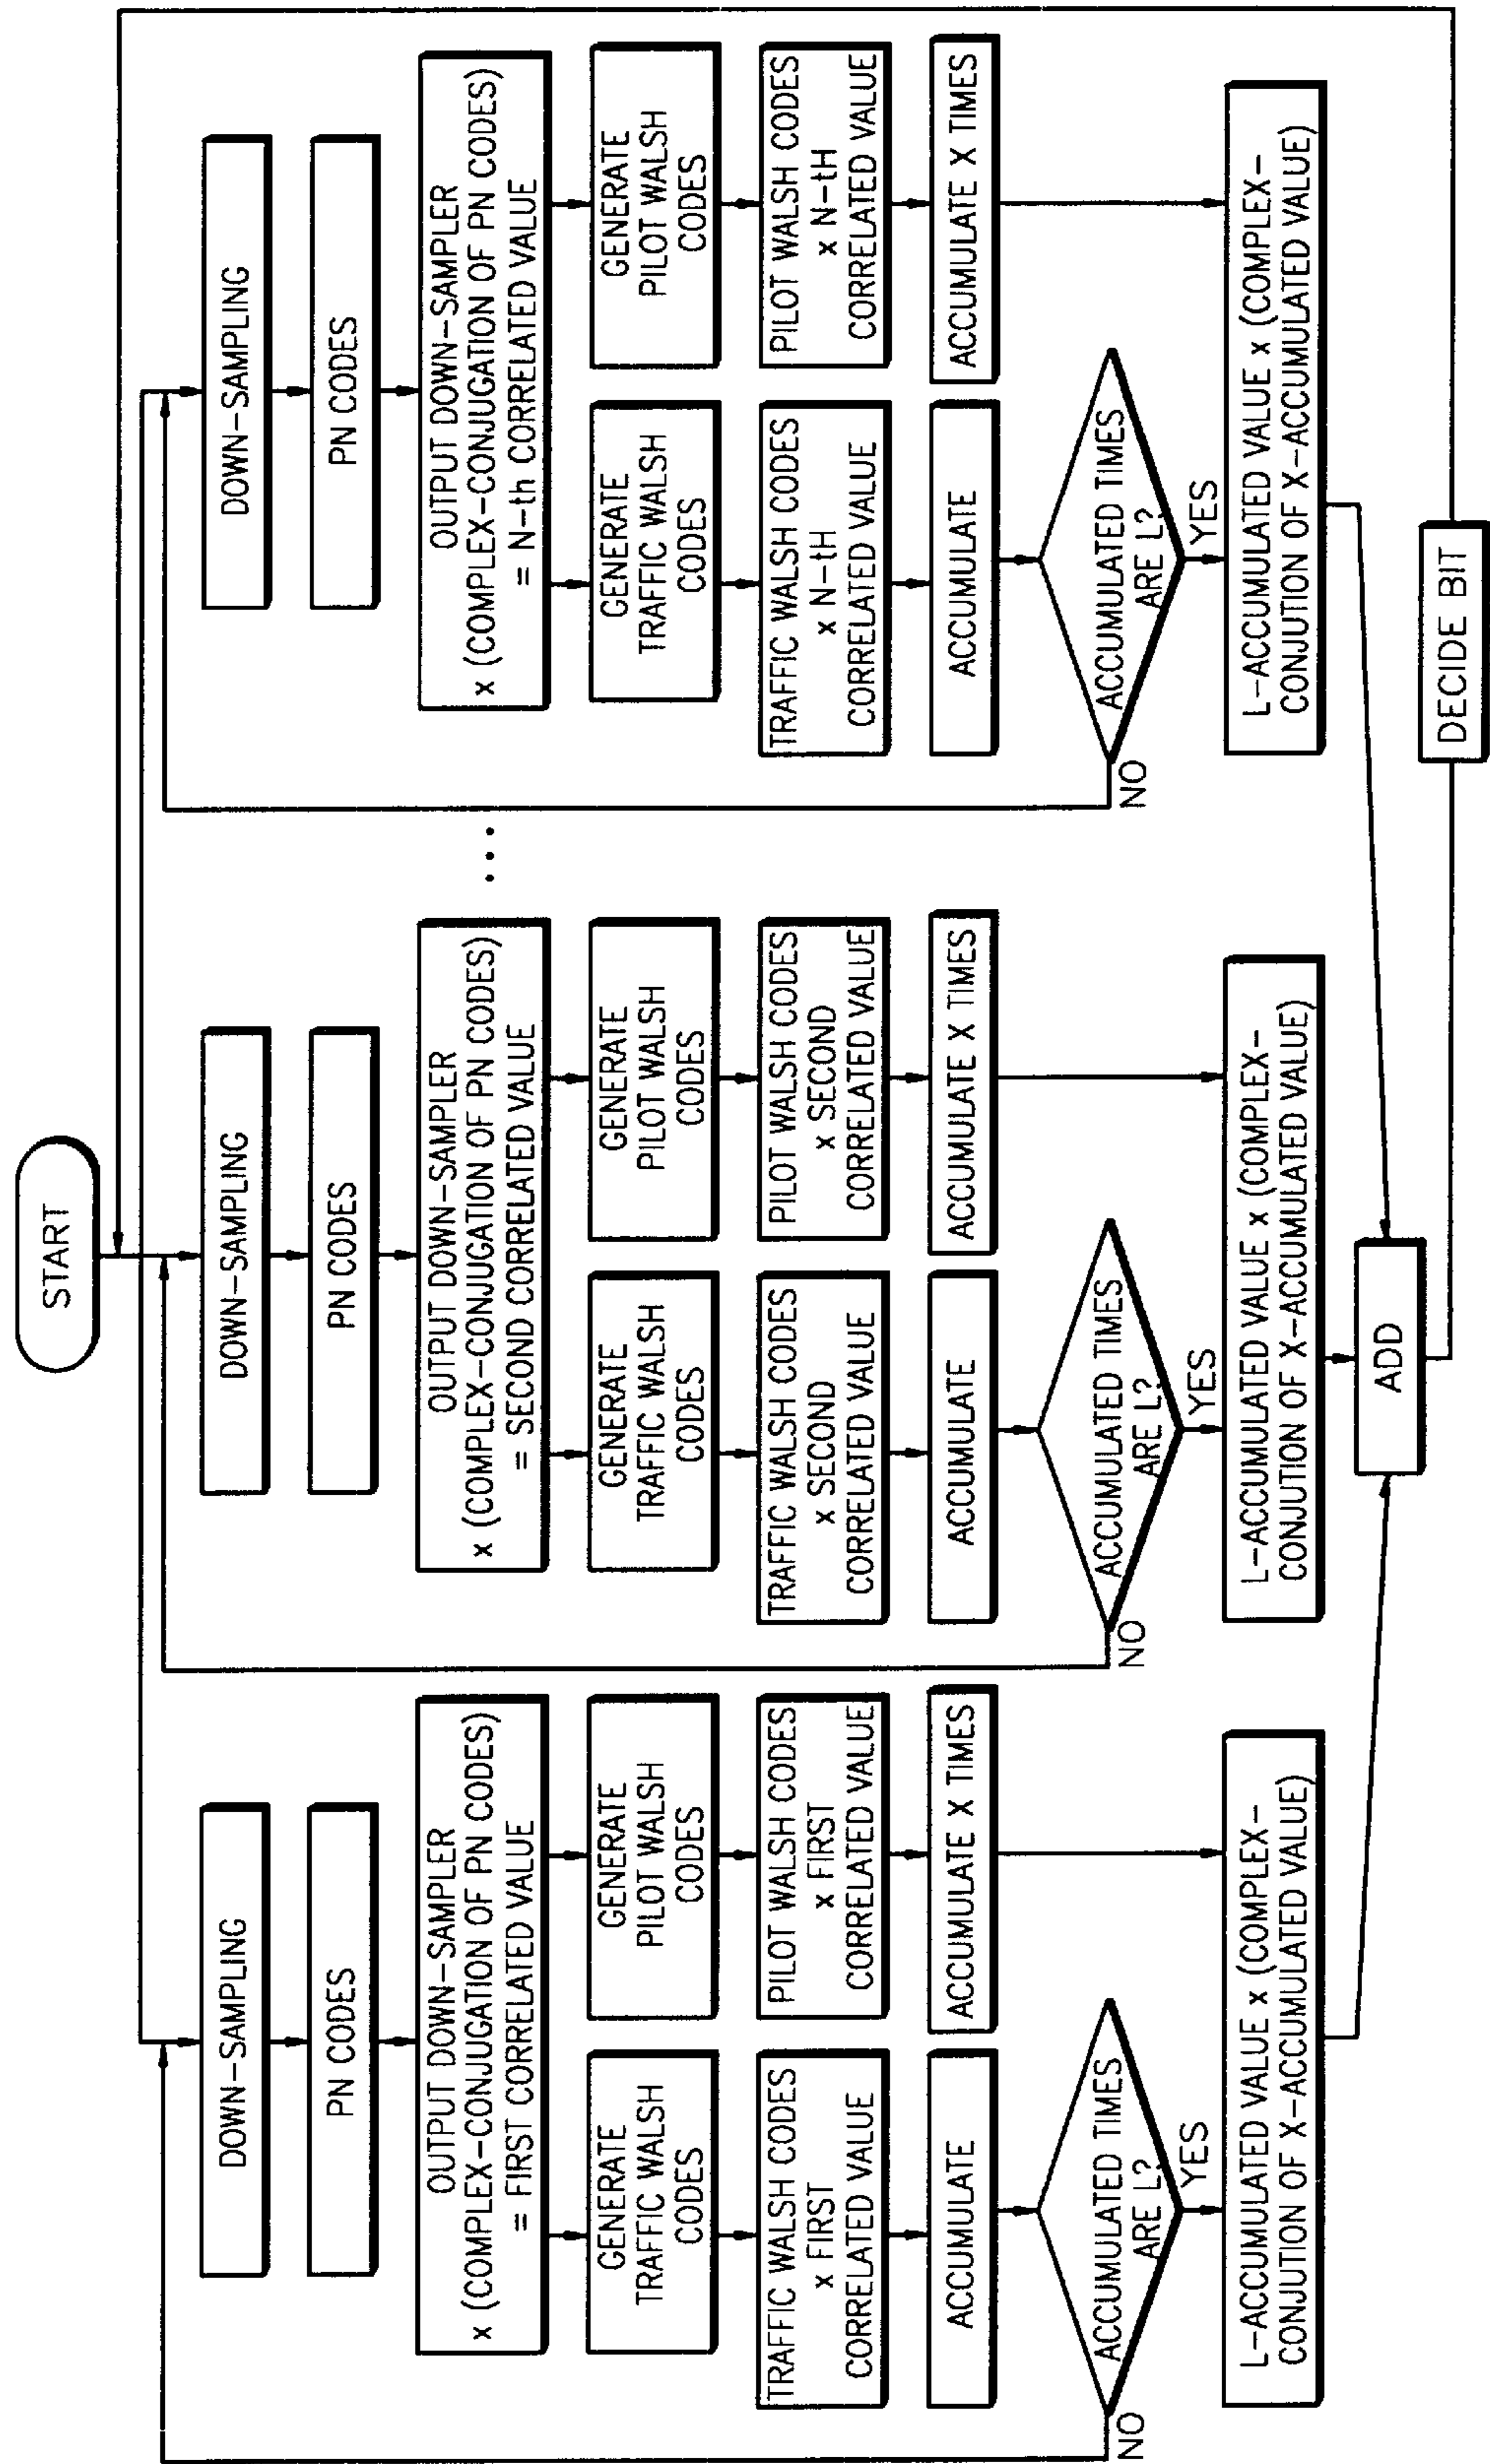 START
DOWN-SAMPLING
PN CODES
OUTPUT DOWN-SAMPLER
x (COMPLEX-CONJUGATION OF PN CODES)
= FIRST CORRELATED VALUE
GENERATE
TRAFFIC WALSH
CODES
GENERATE
PILOT WALSH
CODES
TRAFFIC WALSH CODES
x FIRST
CORRELATED VALUE
PILOT WALSH CODES
x FIRST
CORRELATED VALUE
ACCUMULATE
ACCUMULATE X TIMES
ACCUMULATED TIMES
ARE L?
NO
YES
L-ACCUMULATED VALUE x (COMPLEX-
CONJUTION OF X-ACCUMULATED VALUE)
DOWN-SAMPLING
PN CODES
OUTPUT DOWN-SAMPLER
x (COMPLEX-CONJUGATION OF PN CODES)
= SECOND CORRELATED VALUE
GENERATE
TRAFFIC WALSH
CODES
GENERATE
PILOT WALSH
CODES
TRAFFIC WALSH CODES
x SECOND
CORRELATED VALUE
PILOT WALSH CODES
x SECOND
CORRELATED VALUE
ACCUMULATE
ACCUMULATE X TIMES
ACCUMULATED TIMES
ARE L?
NO
YES
L-ACCUMULATED VALUE x (COMPLEX-
CONJUTION OF X-ACCUMULATED VALUE)
...
DOWN-SAMPLING
PN CODES
OUTPUT DOWN-SAMPLER
x (COMPLEX-CONJUGATION OF PN CODES)
= N-th CORRELATED VALUE
GENERATE
TRAFFIC WALSH
CODES
GENERATE
PILOT WALSH
CODES
TRAFFIC WALSH CODES
x N-tH
CORRELATED VALUE
PILOT WALSH CODES
x N-tH
CORRELATED VALUE
ACCUMULATE
ACCUMULATE X TIMES
ACCUMULATED TIMES
ARE L?
NO
YES
L-ACCUMULATED VALUE x (COMPLEX-
CONJUTION OF X-ACCUMULATED VALUE)
ADD
DECIDE BIT